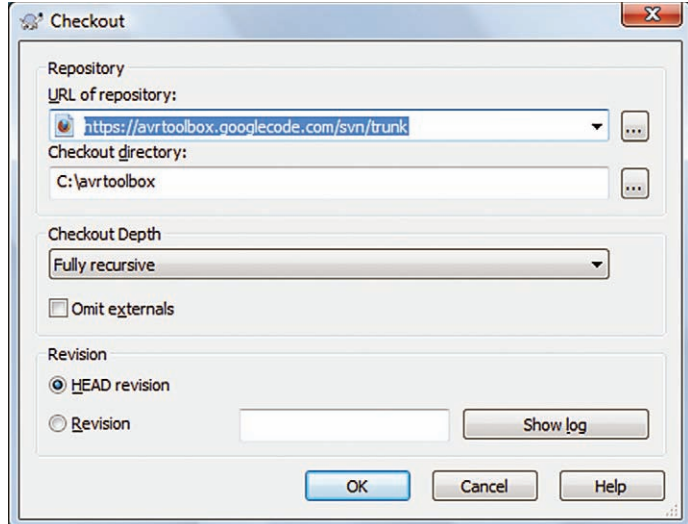 Checkout
Repository
URL of repository:
https://avrtoolbox.googlecode.com/svn/trunk
...
Checkout directory:
C:\avrtoolbox
...
Checkout Depth
Fully recursive
Omit externals
Revision
HEAD revision
Revision
Show log
OK Cancel Help